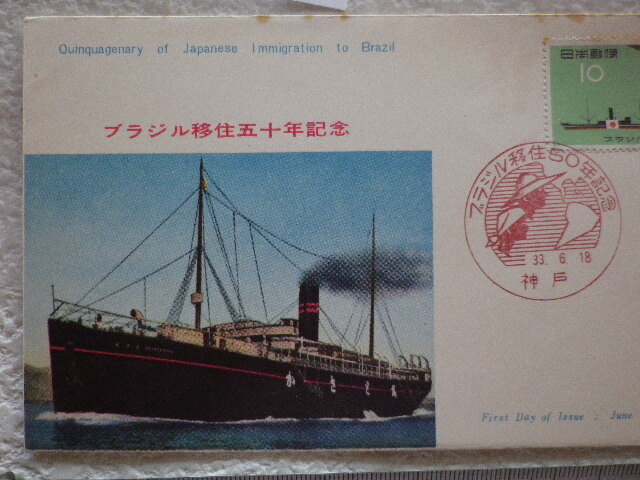 Quinquagenary of Japanese Immigration to Brazil
ブラジル移住五十年記念
日本郵便
10
ブラジル
ブラジル移住50年記念
33. 6. 18
神戸
First Day of Issue : June